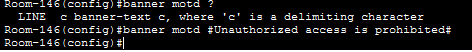 Room-146(config)#banner motd ?
  LINE  c banner-text c, where 'c' is a delimiting character
Room-146(config)#banner motd #Unauthorized access is prohibited#
Room-146(config)#